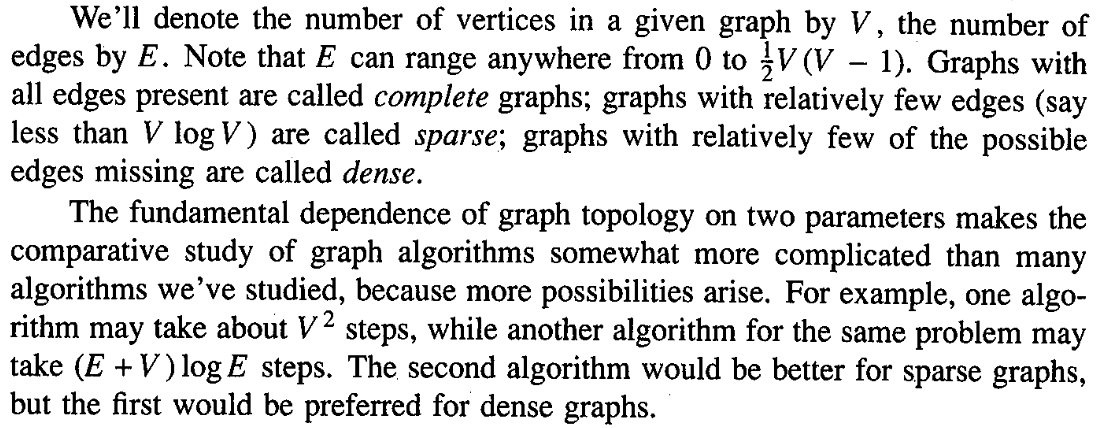 We'll denote the number of vertices in a given graph by V, the number of
edges by E. Note that E can range anywhere from 0 to ½V(V − 1). Graphs with
all edges present are called complete graphs; graphs with relatively few edges (say
less than V log V) are called sparse; graphs with relatively few of the possible
edges missing are called dense.
The fundamental dependence of graph topology on two parameters makes the
comparative study of graph algorithms somewhat more complicated than many
algorithms we've studied, because more possibilities arise. For example, one algo-
rithm may take about V² steps, while another algorithm for the same problem may
take (E + V) log E steps. The second algorithm would be better for sparse graphs,
but the first would be preferred for dense graphs.